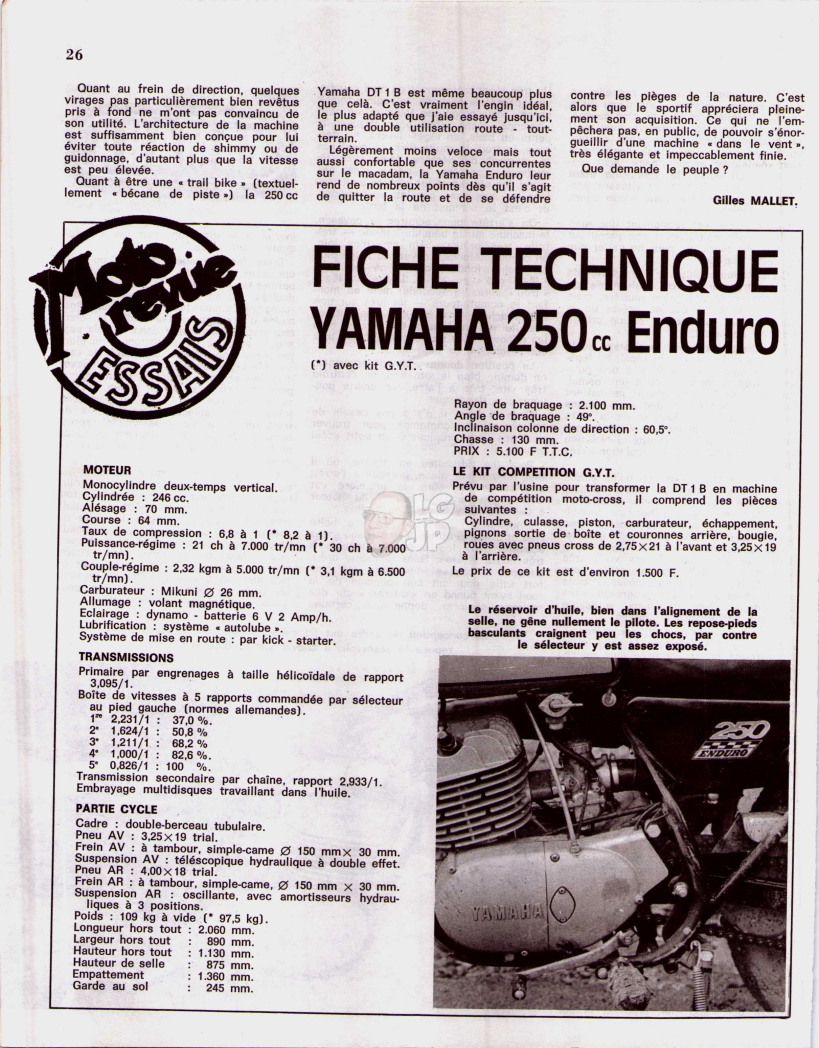 26
Quant au frein de direction, quelques
virages pas particulièrement bien revêtus
pris à fond ne m'ont pas convaincu de
son utilité. L'architecture de la machine
est suffisamment bien conçue pour lui
éviter toute réaction de shimmy ou de
guidonnage, d'autant plus que la vitesse
est peu élevée.
Quant à être une « trail bike » (textuel-
lement « bécane de piste ») la 250 cc
Yamaha DT 1 B est même beaucoup plus
que celà. C'est vraiment l'engin idéal,
le plus adapté que j'aie essayé jusqu'ici,
à une double utilisation route - tout-
terrain.
Légèrement moins veloce mais tout
aussi confortable que ses concurrentes
sur le macadam, la Yamaha Enduro leur
rend de nombreux points dès qu'il s'agit
de quitter la route et de se défendre
contre les pièges de la nature. C'est
alors que le sportif appréciera pleine-
ment son acquisition. Ce qui ne l'em-
pêchera pas, en public, de pouvoir s'énor-
gueillir d'une machine « dans le vent »,
très élégante et impeccablement finie.
Que demande le peuple ?
Gilles MALLET.
Moto
revue
ESSAIS
FICHE TECHNIQUE
YAMAHA 250 cc Enduro
(*) avec kit G.Y.T.
MOTEUR
Monocylindre deux-temps vertical.
Cylindrée : 246 cc.
Alésage : 70 mm.
Course : 64 mm.
Taux de compression : 6,8 à 1 (* 8,2 à 1).
Puissance-régime : 21 ch à 7.000 tr/mn (* 30 ch à 7.000
tr/mn).
Couple-régime : 2,32 kgm à 5.000 tr/mn (* 3,1 kgm à 6.500
tr/mn).
Carburateur : Mikuni Ø 26 mm.
Allumage : volant magnétique.
Eclairage : dynamo - batterie 6 V 2 Amp/h.
Lubrification : système « autolube ».
Système de mise en route : par kick - starter.
TRANSMISSIONS
Primaire par engrenages à taille hélicoïdale de rapport
3,095/1.
Boîte de vitesses à 5 rapports commandée par sélecteur
au pied gauche (normes allemandes).
1re 2,231/1 : 37,0 %.
2e 1,624/1 : 50,8 %
3e 1,211/1 : 68,2 %
4e 1,000/1 : 82,6 %.
5e 0,826/1 : 100 %.
Transmission secondaire par chaîne, rapport 2,933/1.
Embrayage multidisques travaillant dans l'huile.
PARTIE CYCLE
Cadre : double-berceau tubulaire.
Pneu AV : 3,25×19 trial.
Frein AV : à tambour, simple-came Ø 150 mm× 30 mm.
Suspension AV : téléscopique hydraulique à double effet.
Pneu AR : 4,00×18 trial.
Frein AR : à tambour, simple-came, Ø 150 mm × 30 mm.
Suspension AR : oscillante, avec amortisseurs hydrau-
liques à 3 positions.
Poids : 109 kg à vide (* 97,5 kg).
Longueur hors tout : 2.060 mm.
Largeur hors tout : 890 mm.
Hauteur hors tout : 1.130 mm.
Hauteur de selle : 875 mm.
Empattement : 1.360 mm.
Garde au sol : 245 mm.
Rayon de braquage : 2.100 mm.
Angle de braquage : 49°.
Inclinaison colonne de direction : 60,5°.
Chasse : 130 mm.
PRIX : 5.100 F T.T.C.
LE KIT COMPETITION G.Y.T.
Prévu par l'usine pour transformer la DT 1 B en machine
de compétition moto-cross, il comprend les pièces
suivantes :
Cylindre, culasse, piston, carburateur, échappement,
pignons sortie de boîte et couronnes arrière, bougie,
roues avec pneus cross de 2,75×21 à l'avant et 3,25×19
à l'arrière.
Le prix de ce kit est d'environ 1.500 F.
Le réservoir d'huile, bien dans l'alignement de la
selle, ne gêne nullement le pilote. Les repose-pieds
basculants craignent peu les chocs, par contre
le sélecteur y est assez exposé.
250
ENDURO
YAMAHA
LG
JP